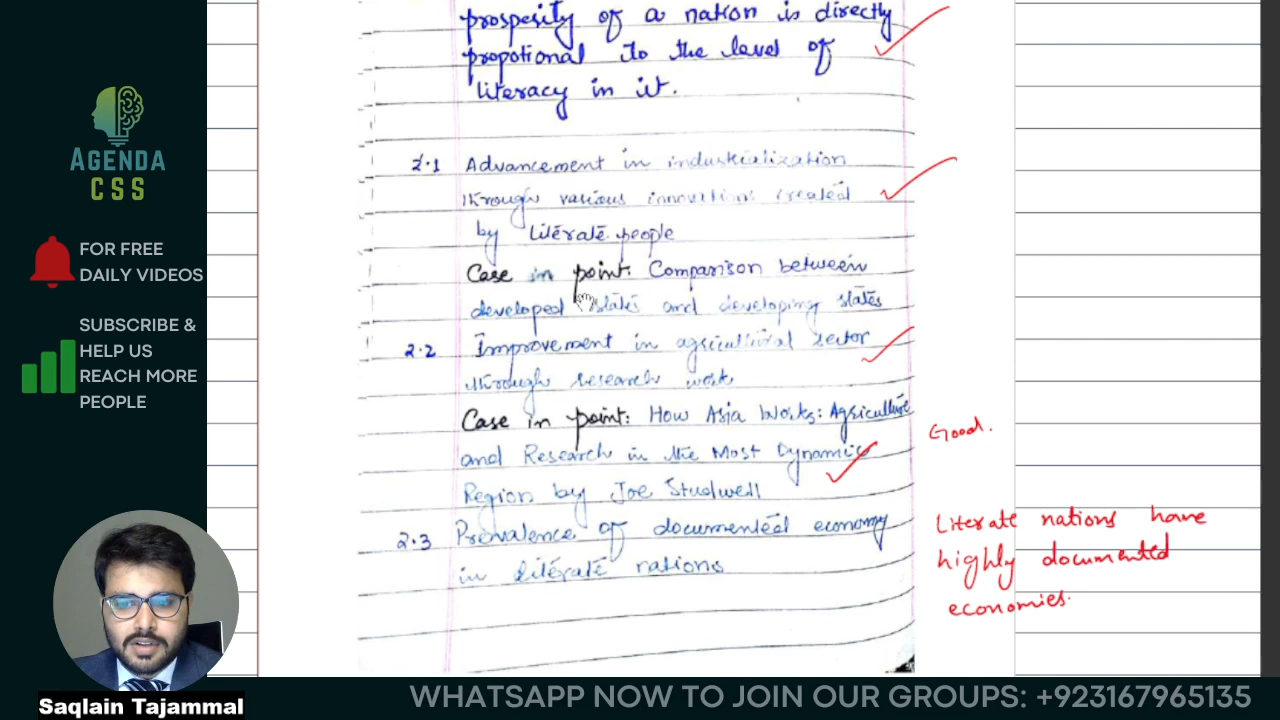 prosperity of a nation is directly
propotional to the level of
literacy in it.
2.1 Advancement in industrialization
through various innovations created
by literate people
Case in point: Comparison between
developed states and developing states
2.2 Improvement in agricultural sector
through research work
Case in point: How Asia Works: Agriculture
and Research in the Most Dynamic
Region by Joe Studwell
2.3 Prevalence of documented economy
in literate nations
Good.
Literate nations have
highly documented
economies.
AGENDA
CSS
FOR FREE
DAILY VIDEOS
SUBSCRIBE &
HELP US
REACH MORE
PEOPLE
Saqlain Tajammal
WHATSAPP NOW TO JOIN OUR GROUPS: +923167965135